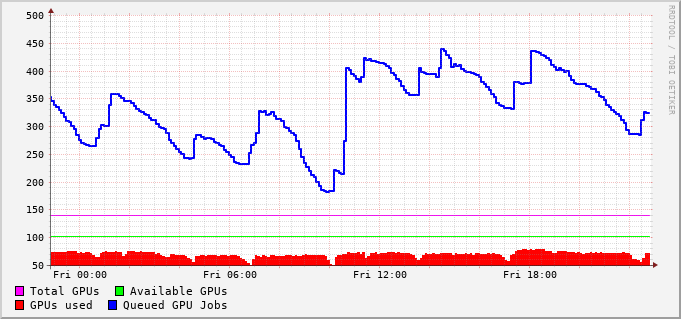 500
450
400
350
300
250
200
150
100
50
Fri 00:00 Fri 06:00 Fri 12:00 Fri 18:00
Total GPUs Available GPUs
GPUs used Queued GPU Jobs
RRDTOOL / TOBI OETIKER